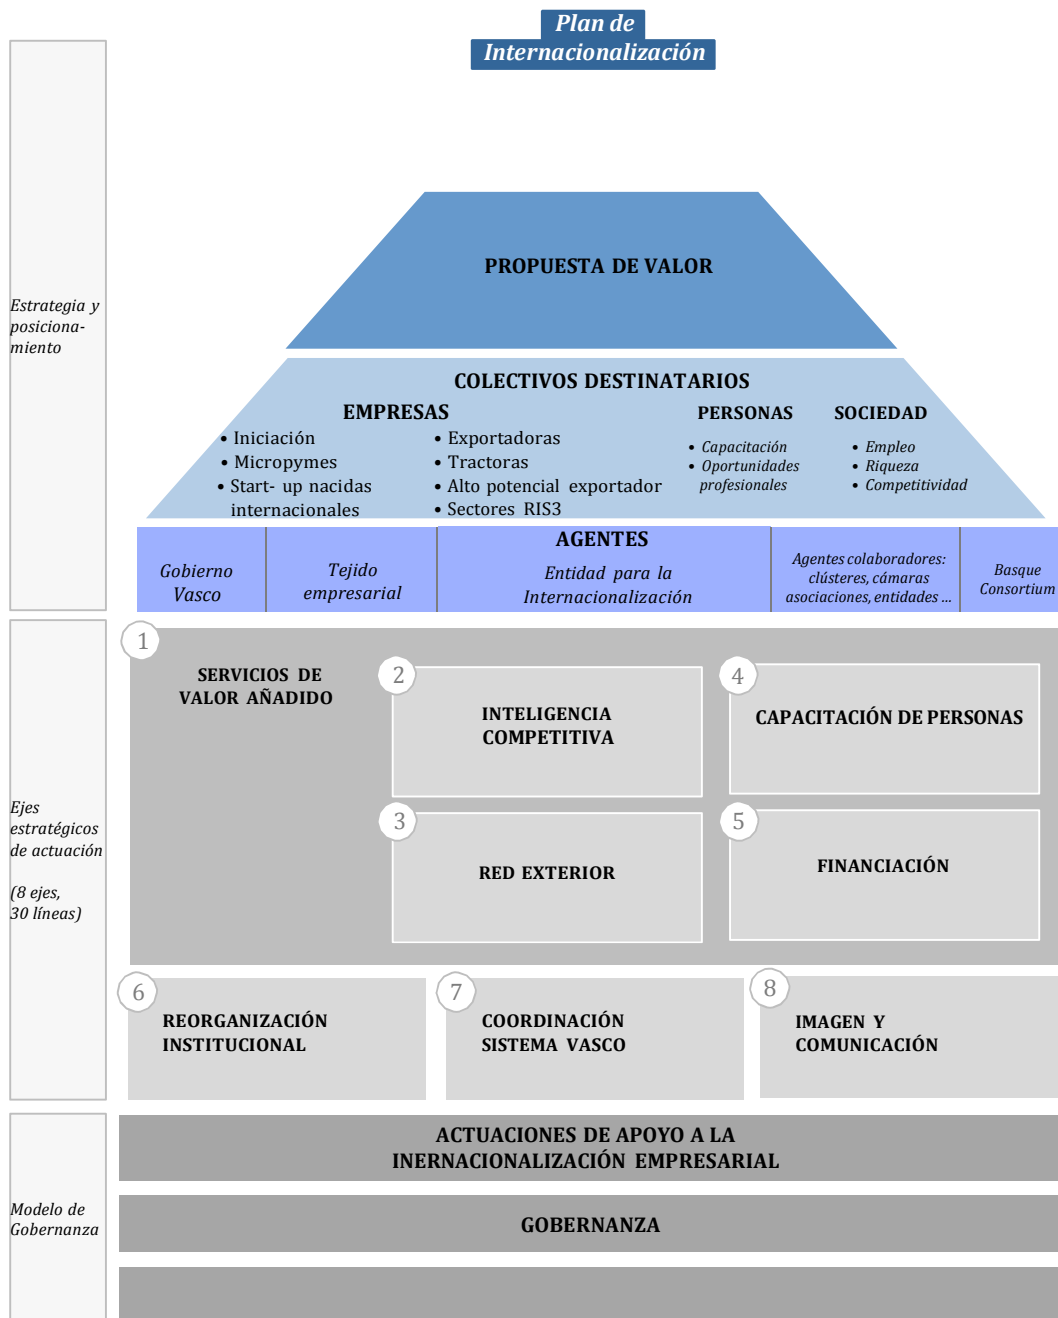 Plan de
Internacionalización
Estrategia y
posiciona-
miento
PROPUESTA DE VALOR
COLECTIVOS DESTINATARIOS
EMPRESAS
• Iniciación
• Micropymes
• Start- up nacidas
internacionales
• Exportadoras
• Tractoras
• Alto potencial exportador
• Sectores RIS3
PERSONAS
• Capacitación
• Oportunidades
profesionales
SOCIEDAD
• Empleo
• Riqueza
• Competitividad
AGENTES
Gobierno
Vasco
Tejido
empresarial
Entidad para la
Internacionalización
Agentes colaboradores:
clústeres, cámaras
asociaciones, entidades ...
Basque
Consortium
Ejes
estratégicos
de actuación
(8 ejes,
30 líneas)
1
SERVICIOS DE
VALOR AÑADIDO
2
INTELIGENCIA
COMPETITIVA
4
CAPACITACIÓN DE PERSONAS
3
RED EXTERIOR
5
FINANCIACIÓN
6
REORGANIZACIÓN
INSTITUCIONAL
7
COORDINACIÓN
SISTEMA VASCO
8
IMAGEN Y
COMUNICACIÓN
Modelo de
Gobernanza
ACTUACIONES DE APOYO A LA
INERNACIONALIZACIÓN EMPRESARIAL
GOBERNANZA